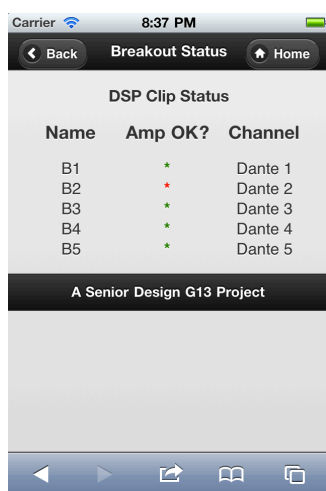 Carrier 8:37 PM
Back Breakout Status Home
DSP Clip Status
Name Amp OK? Channel
B1 * Dante 1
B2 * Dante 2
B3 * Dante 3
B4 * Dante 4
B5 * Dante 5
A Senior Design G13 Project